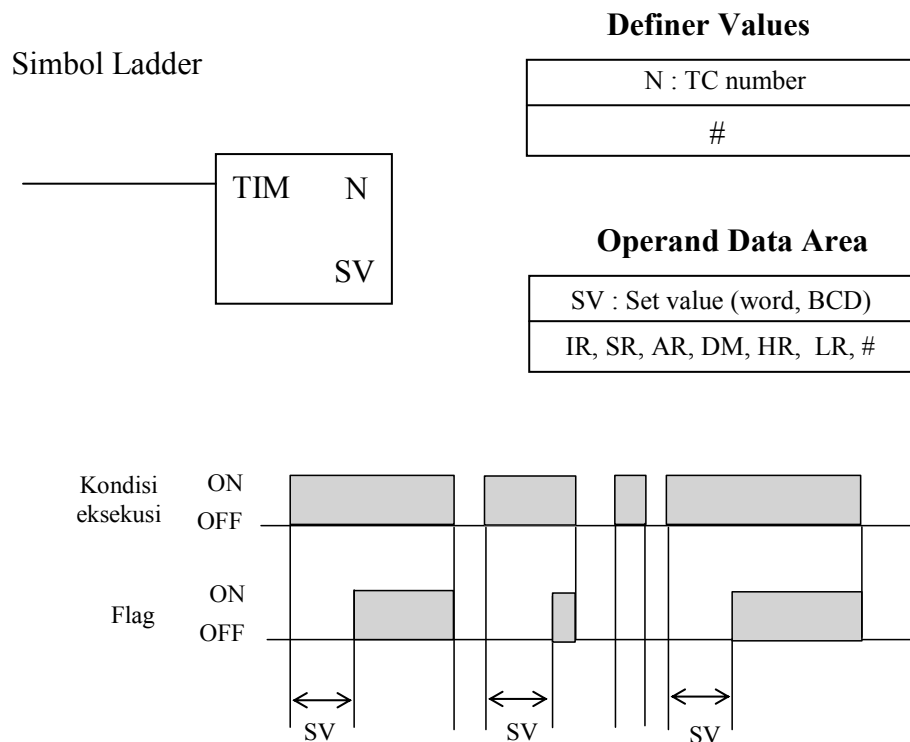 Definer Values
Simbol Ladder
N : TC number
#
TIM N
SV
Operand Data Area
SV : Set value (word, BCD)
IR, SR, AR, DM, HR, LR, #
Kondisi
eksekusi
ON
OFF
Flag
ON
OFF
SV
SV
SV